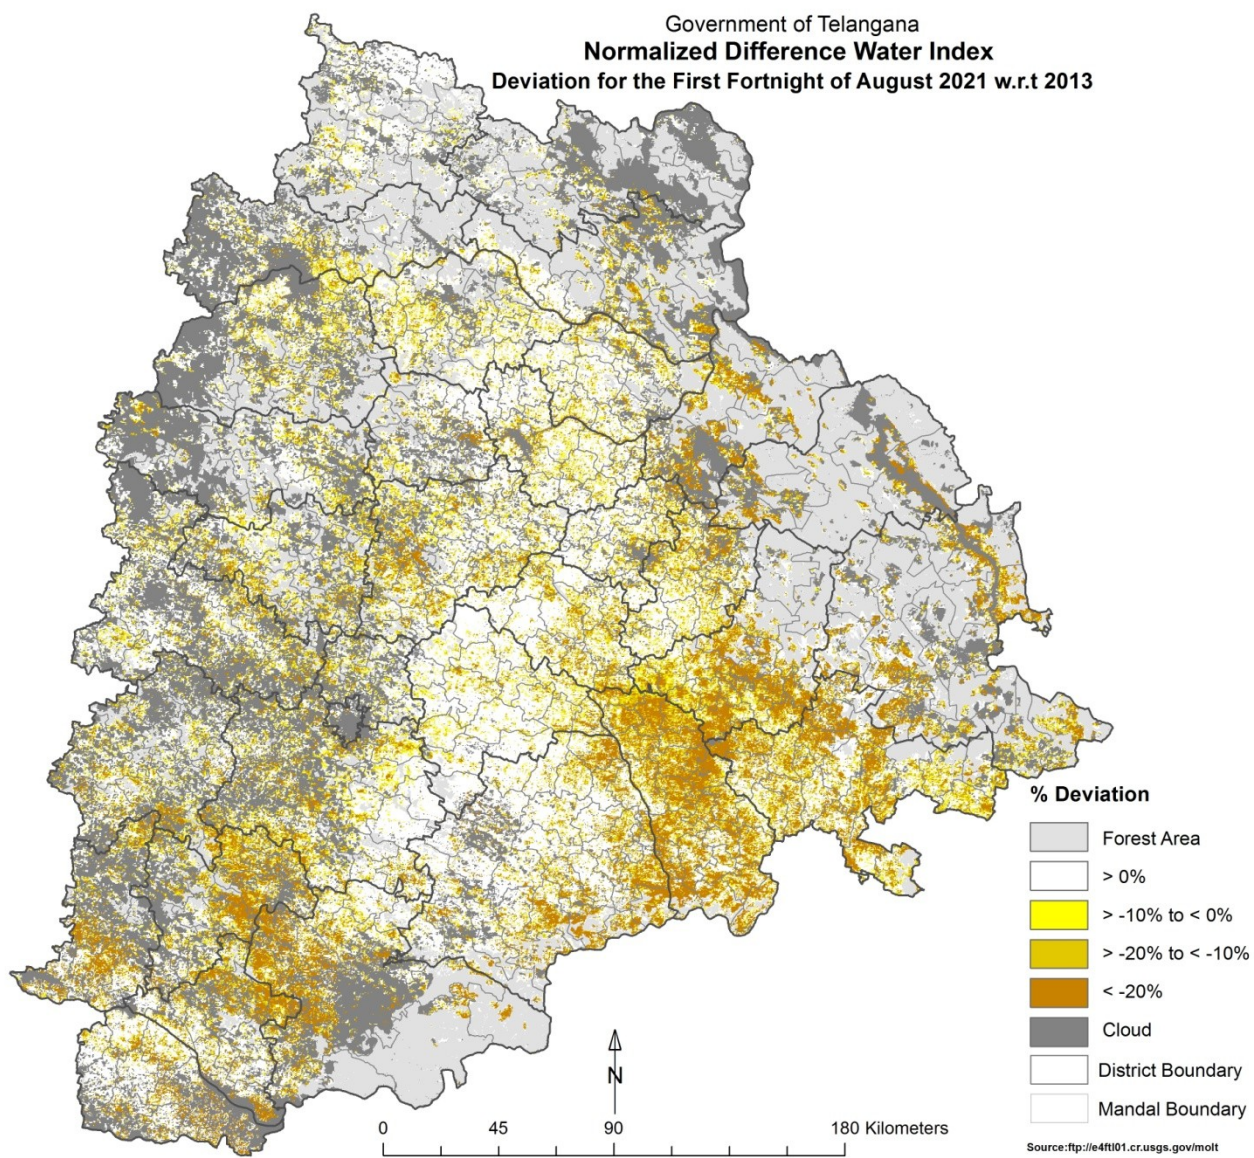 Government of Telangana
Normalized Difference Water Index
Deviation for the First Fortnight of August 2021 w.r.t 2013
% Deviation
Forest Area
> 0%
> -10% to < 0%
> -20% to < -10%
< -20%
Cloud
District Boundary
Mandal Boundary
N
0 45 90 180 Kilometers
Source:ftp://e4ftl01.cr.usgs.gov/molt